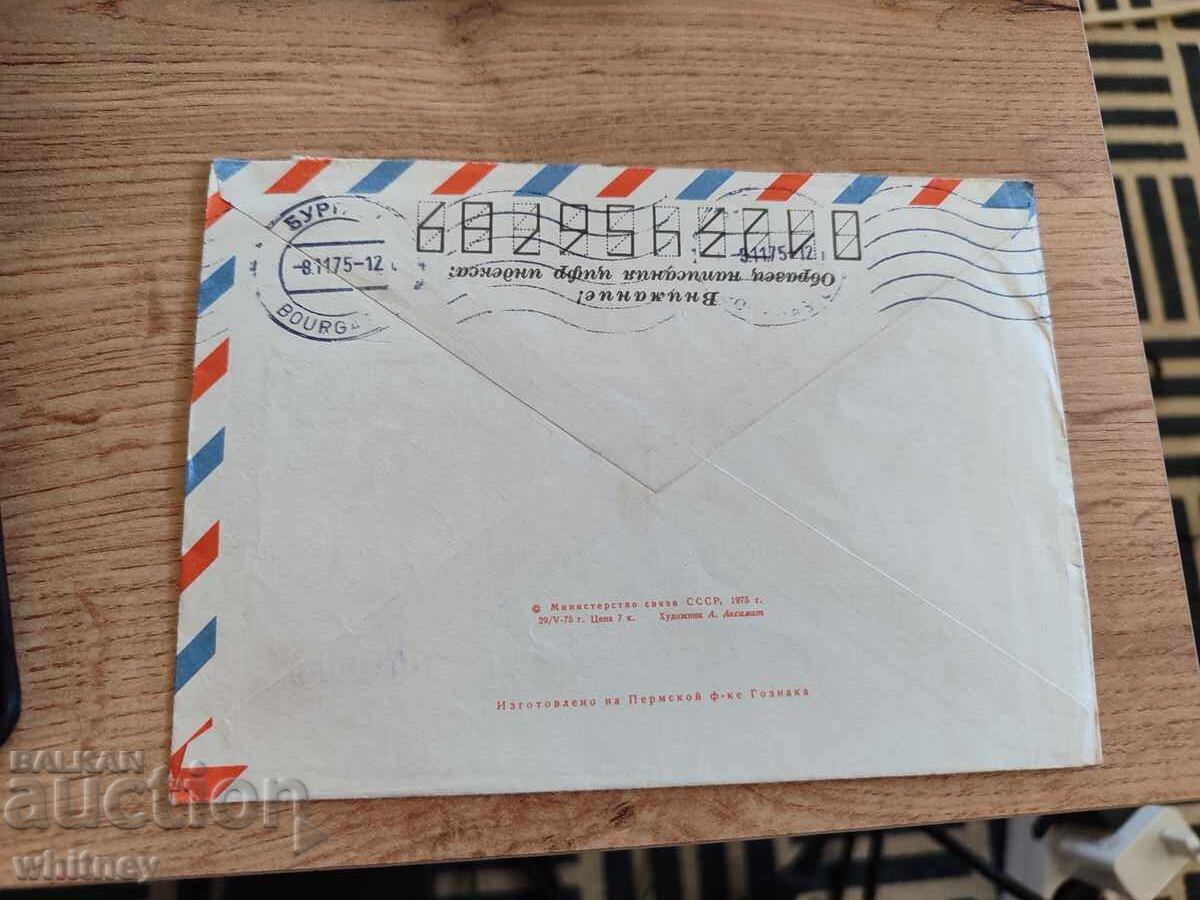 БУР
-8.11.75-12
BOURGA
-9.11.75-12
Внимание!
Образец написания цифр индекса:
0123456789
© Министерство связи СССР, 1975 г.
29/V-75 г. Цена 7 к. Художник А. Аксамит
Изготовлено на Пермской ф-ке Гознака
BALKAN
auction
whitney